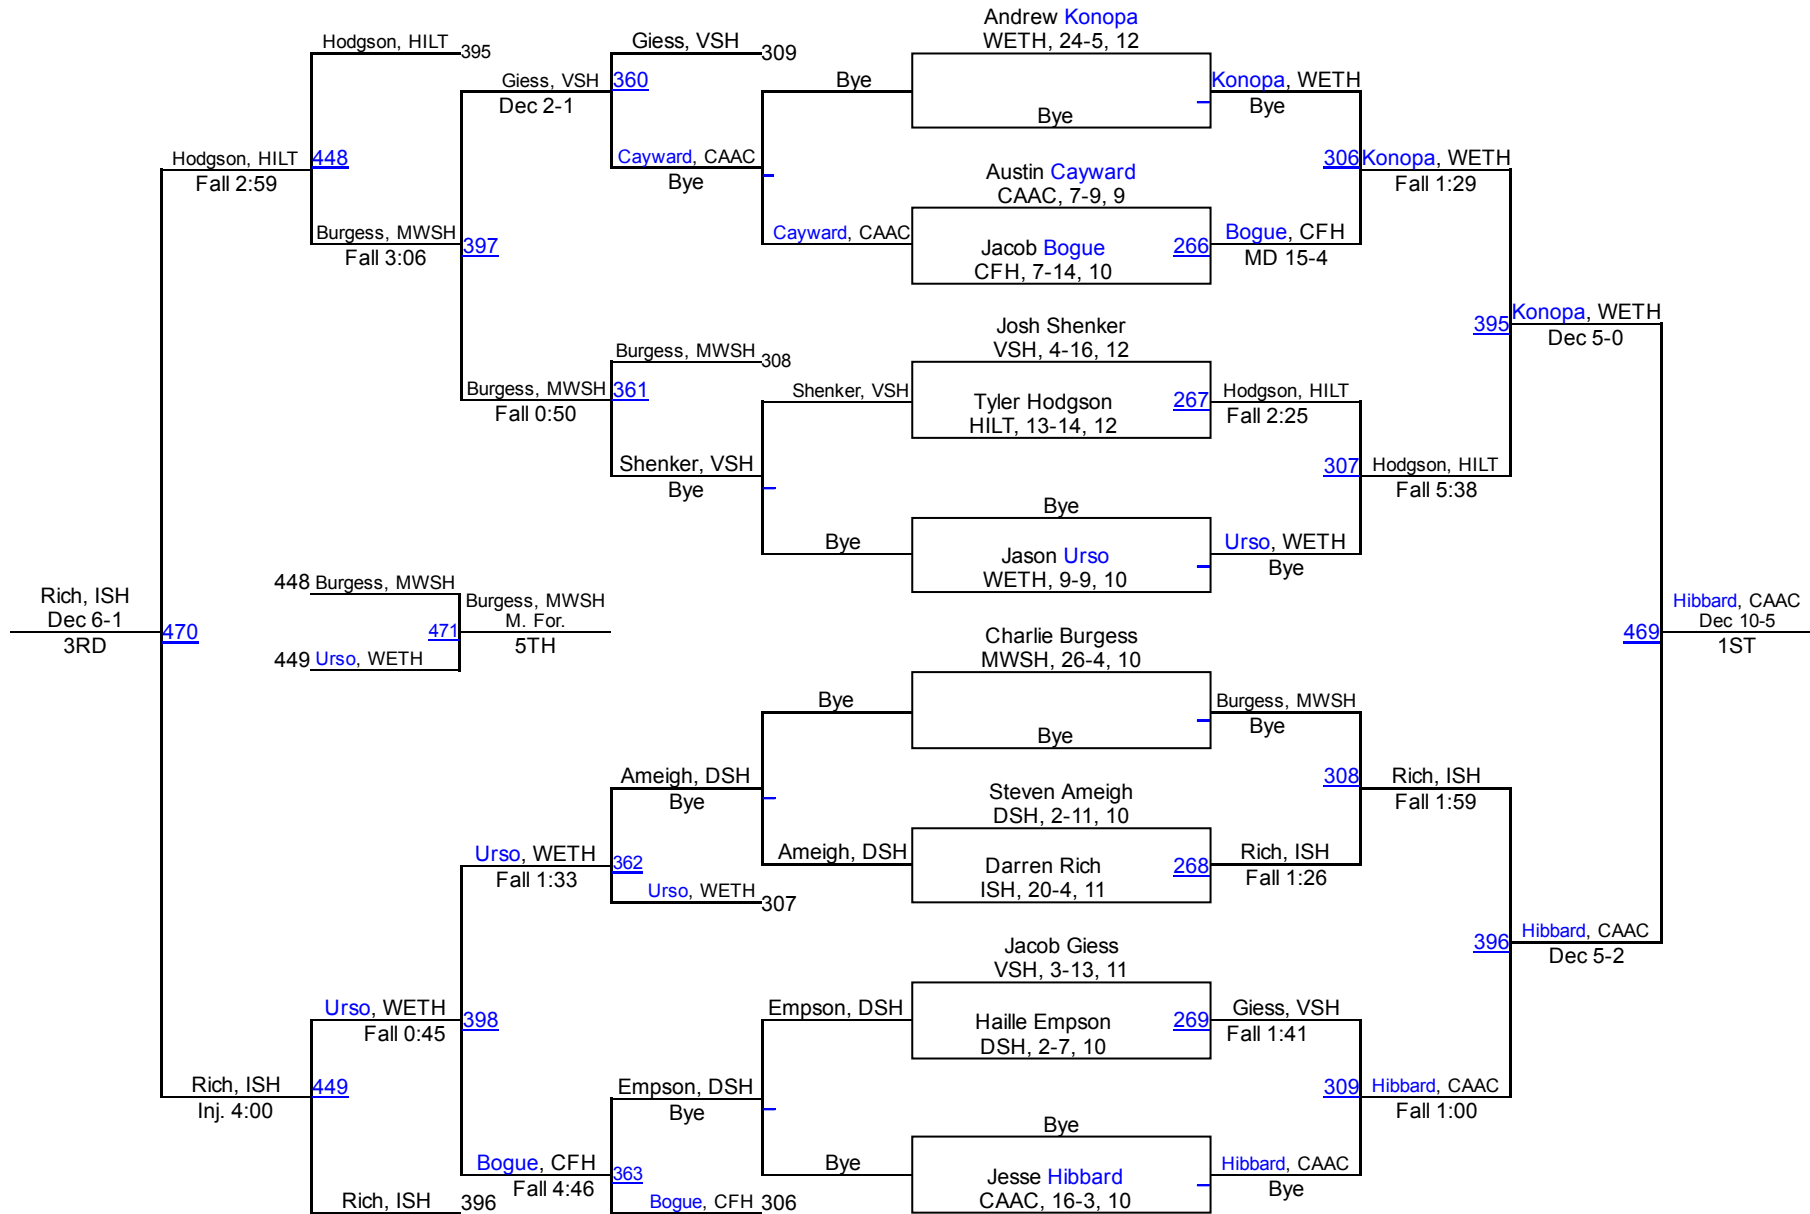 Andrew Konopa
WETH, 24-5, 12
Bye
Austin Cayward
CAAC, 7-9, 9
Jacob Bogue
CFH, 7-14, 10
266
Josh Shenker
VSH, 4-16, 12
Tyler Hodgson
HILT, 13-14, 12
267
Bye
Jason Urso
WETH, 9-9, 10
Charlie Burgess
MWSH, 26-4, 10
Bye
Steven Ameigh
DSH, 2-11, 10
Darren Rich
ISH, 20-4, 11
268
Jacob Giess
VSH, 3-13, 11
Haille Empson
DSH, 2-7, 10
269
Bye
Jesse Hibbard
CAAC, 16-3, 10
Konopa, WETH
Bye
306
Bogue, CFH
MD 15-4
Hodgson, HILT
Fall 2:25
307
Urso, WETH
Bye
Burgess, MWSH
Bye
308
Rich, ISH
Fall 1:26
Giess, VSH
Fall 1:41
309
Hibbard, CAAC
Bye
Konopa, WETH
Fall 1:29
395
Hodgson, HILT
Fall 5:38
Rich, ISH
Fall 1:59
396
Hibbard, CAAC
Fall 1:00
Konopa, WETH
Dec 5-0
469
Hibbard, CAAC
Dec 5-2
Hibbard, CAAC
Dec 10-5
1ST
Bye
Cayward, CAAC
Shenker, VSH
Bye
Bye
Ameigh, DSH
Empson, DSH
Bye
Giess, VSH
309
360
Cayward, CAAC
Bye
Burgess, MWSH
308
361
Shenker, VSH
Bye
Ameigh, DSH
Bye
362
Urso, WETH
307
Empson, DSH
Bye
363
Bogue, CFH
306
Giess, VSH
Dec 2-1
397
Burgess, MWSH
Fall 0:50
Urso, WETH
Fall 1:33
398
Bogue, CFH
Fall 4:46
Hodgson, HILT
395
448
Burgess, MWSH
Fall 3:06
Urso, WETH
Fall 0:45
449
Rich, ISH
396
Hodgson, HILT
Fall 2:59
470
Rich, ISH
Inj. 4:00
Rich, ISH
Dec 6-1
3RD
448 Burgess, MWSH
471
449 Urso, WETH
Burgess, MWSH
M. For.
5TH